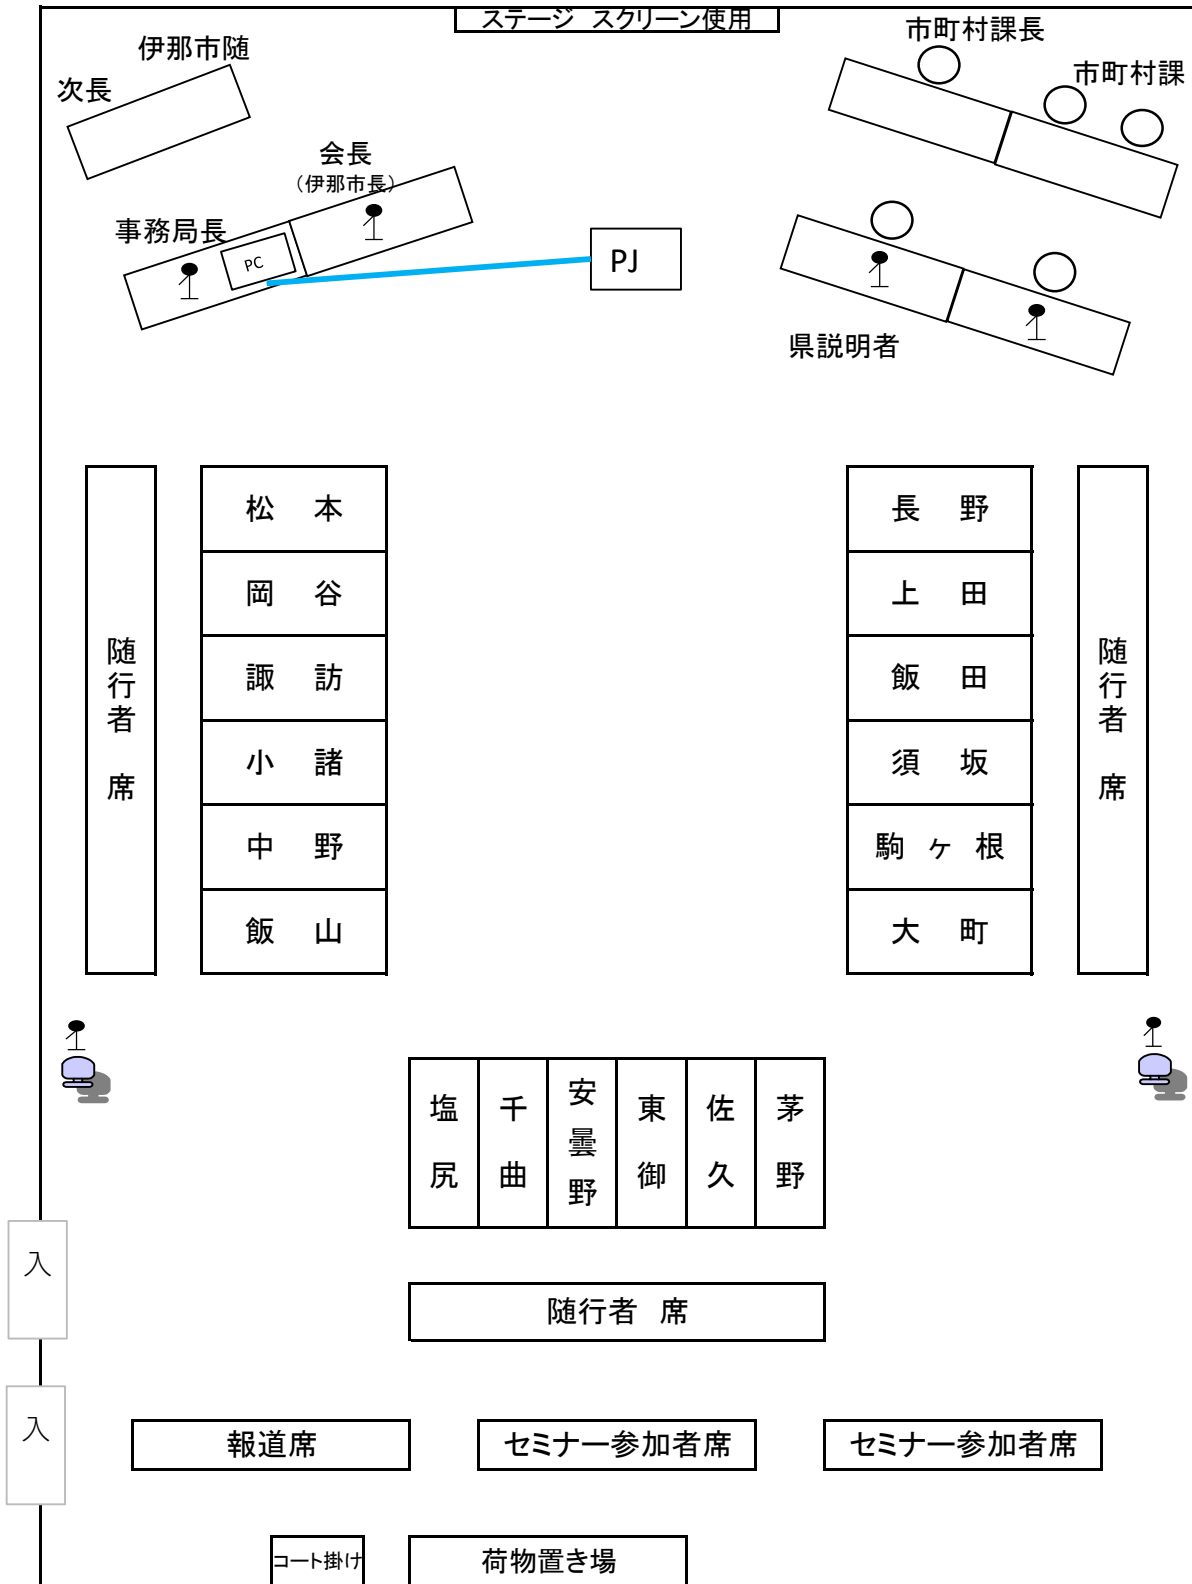 ステージ　スクリーン使用
伊那市随
次長
市町村課長
市町村課
会長
（伊那市長）
事務局長
PC
PJ
県説明者
松　本
岡　谷
諏　訪
小　諸
中　野
飯　山
長　野
上　田
飯　田
須　坂
駒　ヶ　根
大　町
随行者　席
随行者　席
塩尻
千曲
安曇野
東御
佐久
茅野
随行者　席
入
入
報道席
セミナー参加者席
セミナー参加者席
コート掛け
荷物置き場